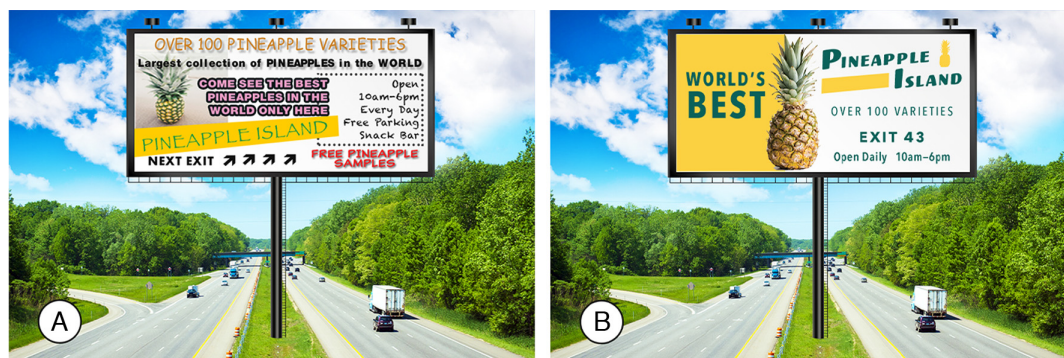 OVER 100 PINEAPPLE VARIETIES
Largest collection of PINEAPPLES in the WORLD
COME SEE THE BEST
PINEAPPLES IN THE
WORLD ONLY HERE
PINEAPPLE ISLAND
NEXT EXIT
Open
10am-6pm
Every Day
Free Parking
Snack Bar
FREE PINEAPPLE
SAMPLES
A
WORLD'S
BEST
PINEAPPLE
ISLAND
OVER 100 VARIETIES
EXIT 43
Open Daily 10am–6pm
B